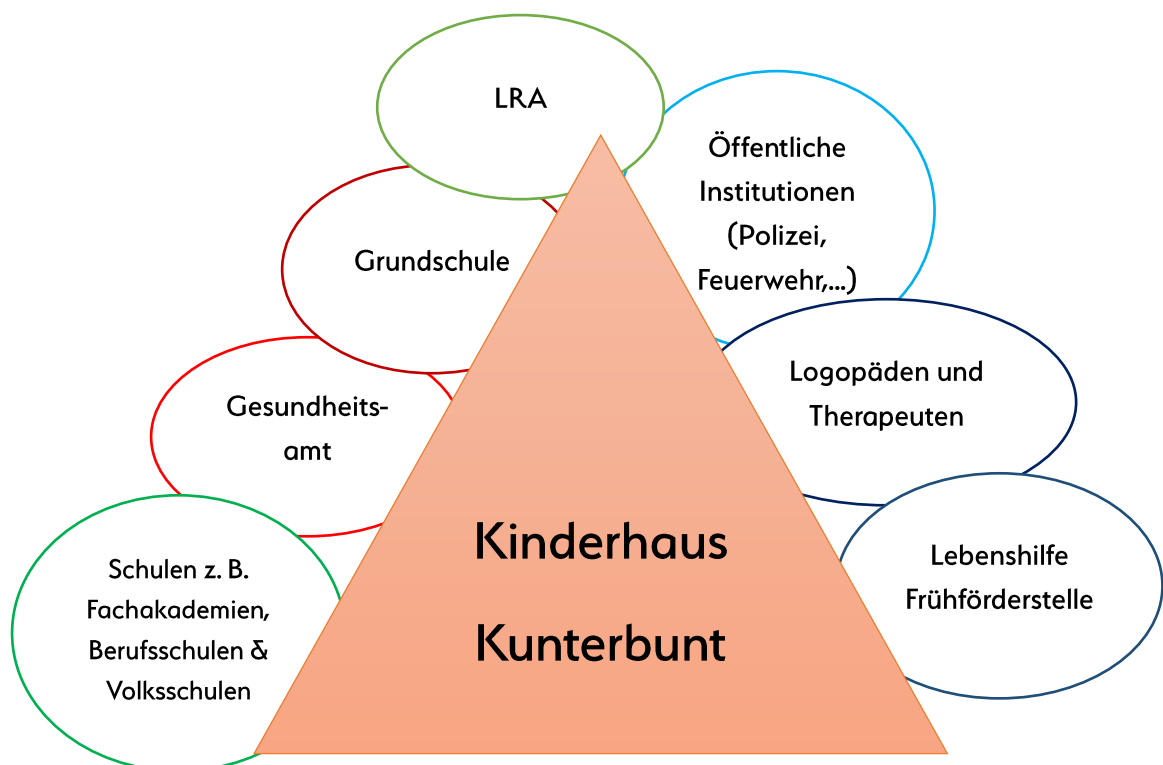 LRA
Öffentliche
Institutionen
(Polizei,
Feuerwehr,...)
Grundschule
Logopäden und
Therapeuten
Gesundheits-
amt
Lebenshilfe
Frühförderstelle
Schulen z. B.
Fachakademien,
Berufsschulen &
Volksschulen
Kinderhaus
Kunterbunt